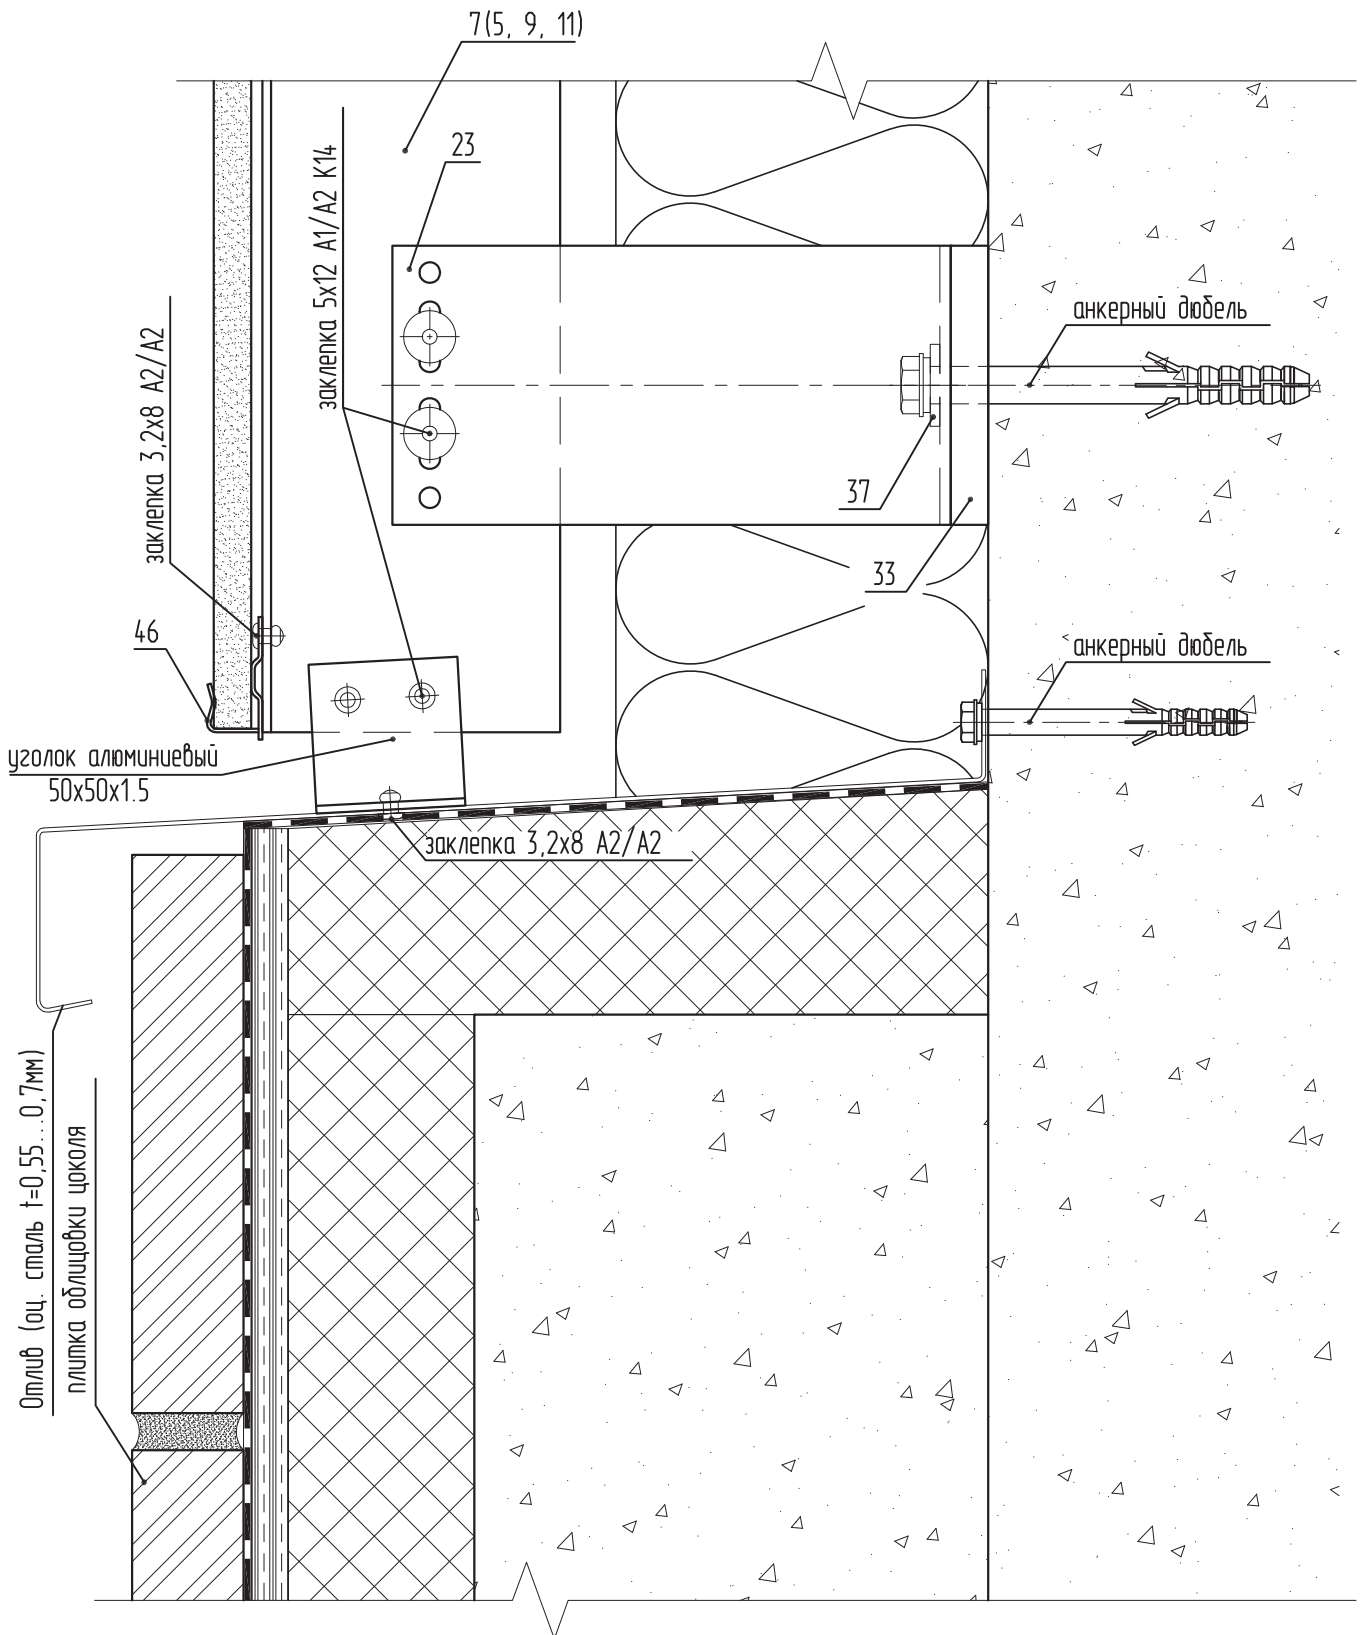 7(5, 9, 11)
23
заклепка 5х12 А1/А2 К14
заклепка 3,2х8 А2/А2
анкерный дюбель
37
33
46
анкерный дюбель
уголок алюминиевый
50х50х1.5
заклепка 3,2х8 А2/А2
Отлив (оц. сталь t=0,55...0,7мм)
плитка облицовки цоколя